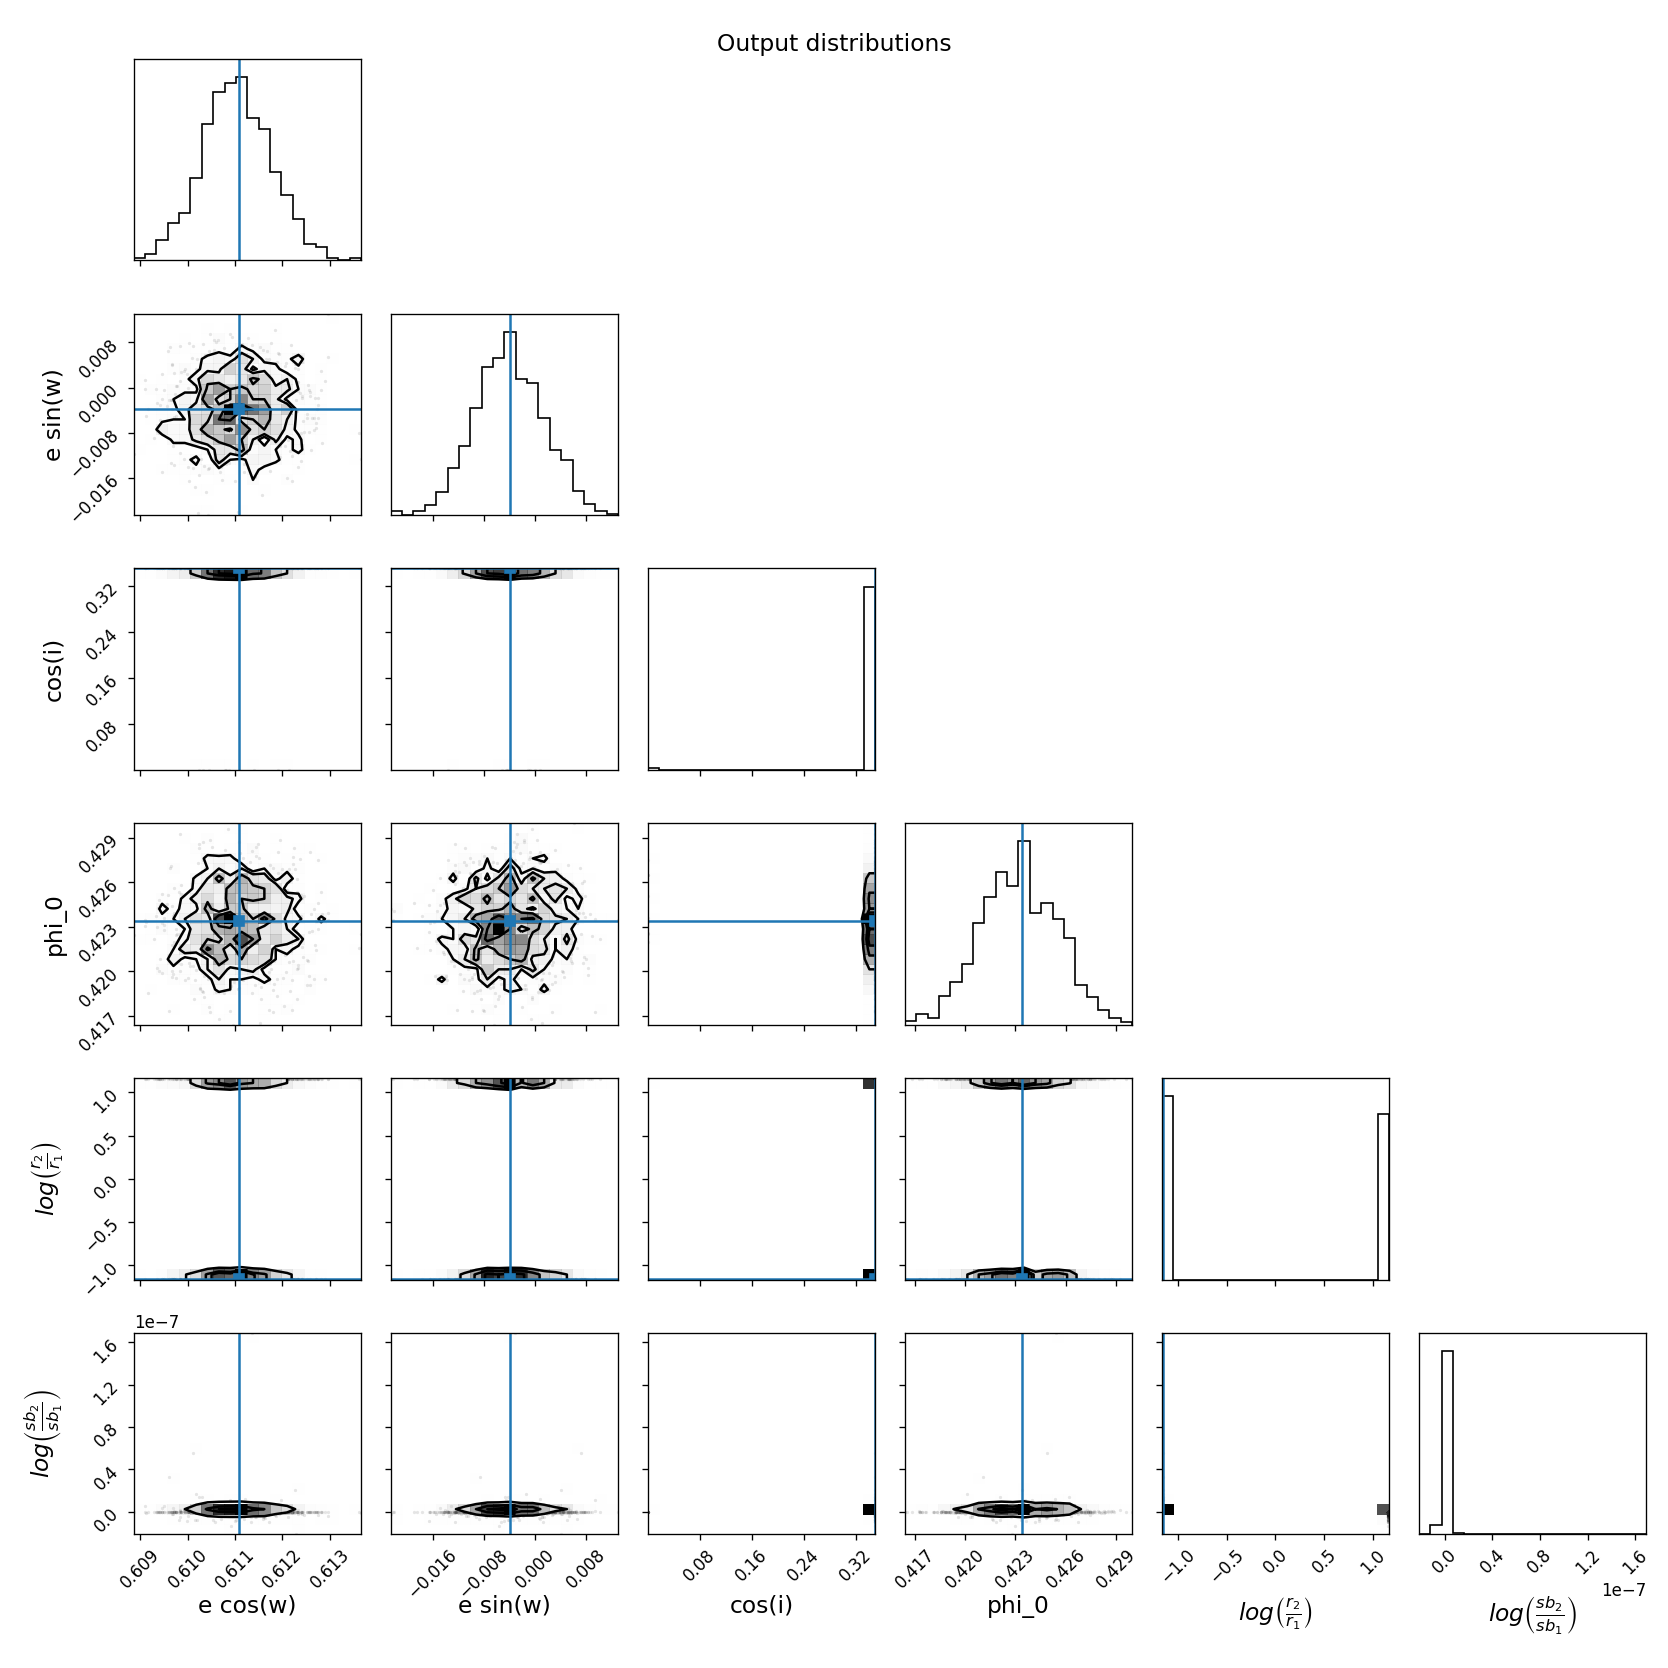 Output distributions
e sin(w)
0.008
0.000
−0.008
−0.016
cos(i)
0.32
0.24
0.16
0.08
phi_0
0.429
0.426
0.423
0.420
0.417
log(r2/r1)
1.0
0.5
0.0
−0.5
−1.0
1e−7
log(sb2/sb1)
1.6
1.2
0.8
0.4
0.0
0.609 0.610 0.611 0.612 0.613
e cos(w)
−0.016 −0.008 0.000 0.008
e sin(w)
0.08 0.16 0.24 0.32
cos(i)
0.417 0.420 0.423 0.426 0.429
phi_0
−1.0 −0.5 0.0 0.5 1.0
log(r2/r1)
0.0 0.4 0.8 1.2 1.6
1e−7
log(sb2/sb1)